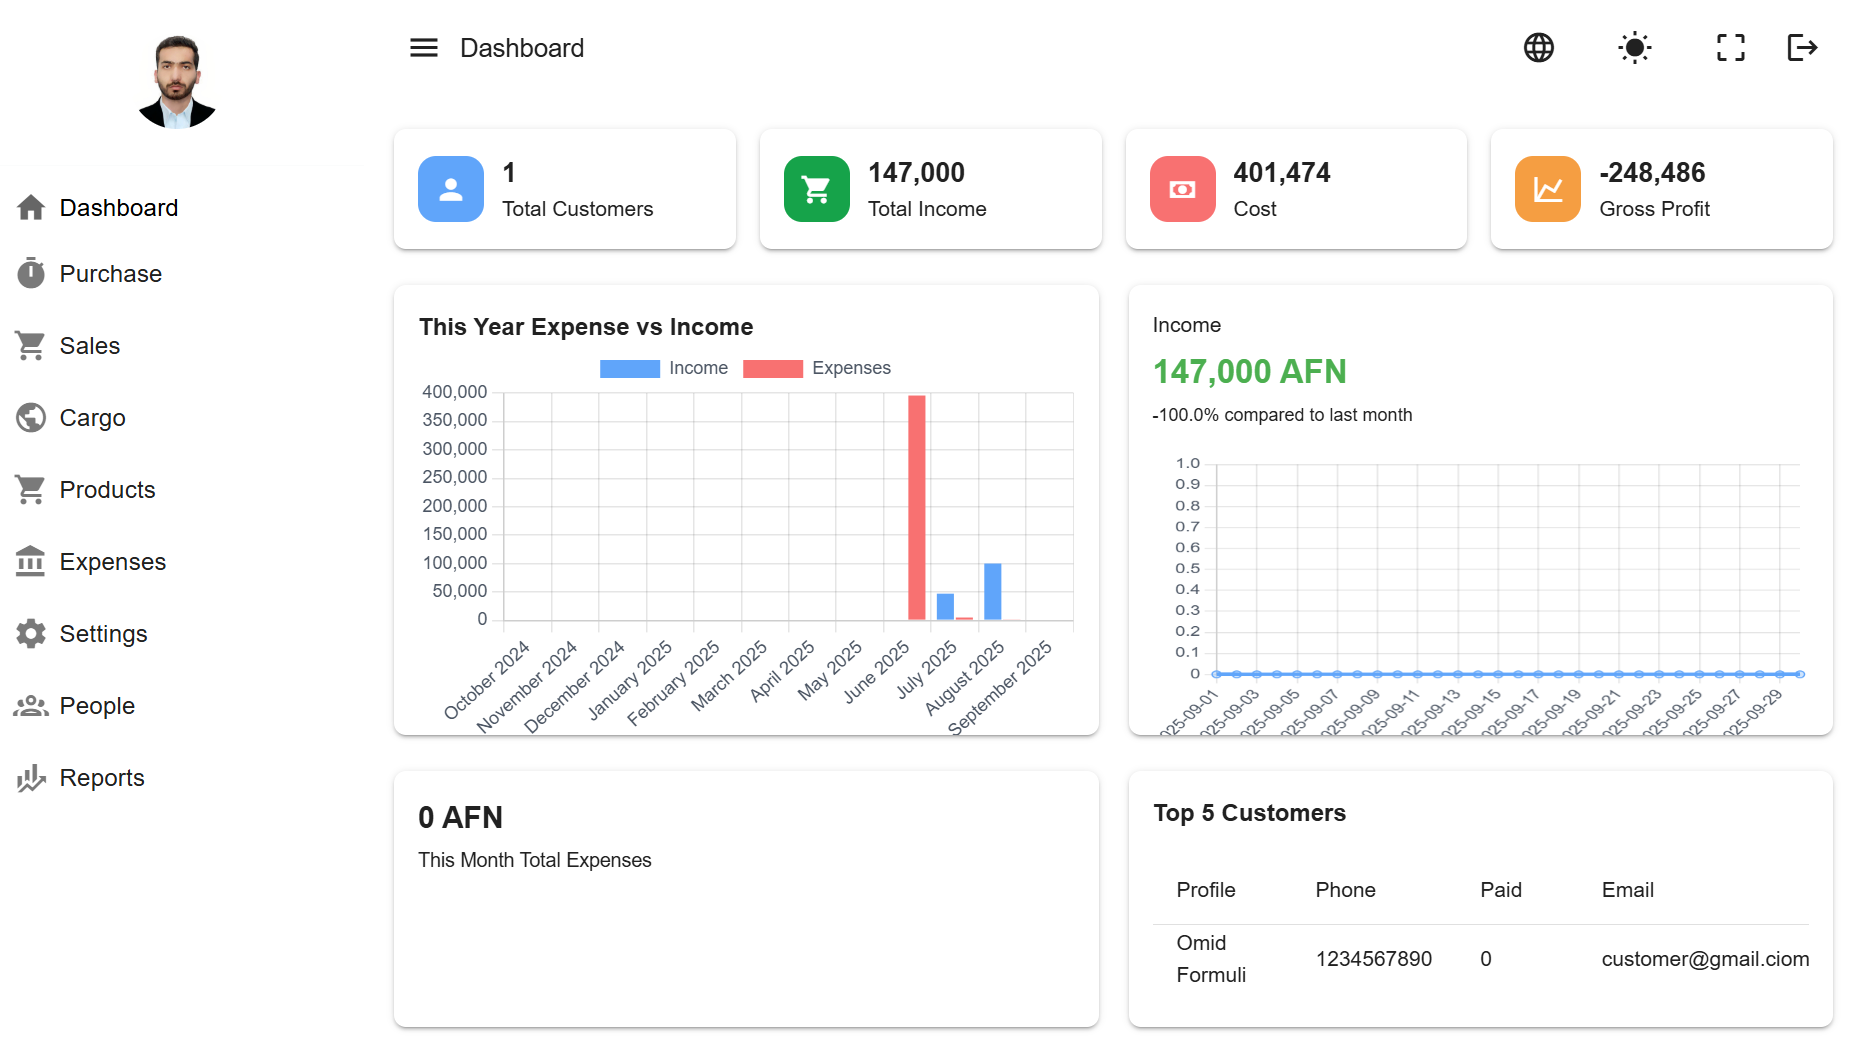 Dashboard
Dashboard
Purchase
Sales
Cargo
Products
Expenses
Settings
People
Reports
1
Total Customers
147,000
Total Income
401,474
Cost
-248,486
Gross Profit
This Year Expense vs Income
Income
Expenses
400,000
350,000
300,000
250,000
200,000
150,000
100,000
50,000
0
October 2024
November 2024
December 2024
January 2025
February 2025
March 2025
April 2025
May 2025
June 2025
July 2025
August 2025
September 2025
Income
147,000 AFN
-100.0% compared to last month
1.0
0.9
0.8
0.7
0.6
0.5
0.4
0.3
0.2
0.1
0
025-09-01
025-09-03
025-09-05
025-09-07
025-09-09
025-09-11
025-09-13
025-09-15
025-09-17
025-09-19
025-09-21
025-09-23
025-09-25
025-09-27
025-09-29
0 AFN
This Month Total Expenses
Top 5 Customers
Profile Phone Paid Email
Omid
Formuli
1234567890
0
customer@gmail.ciom